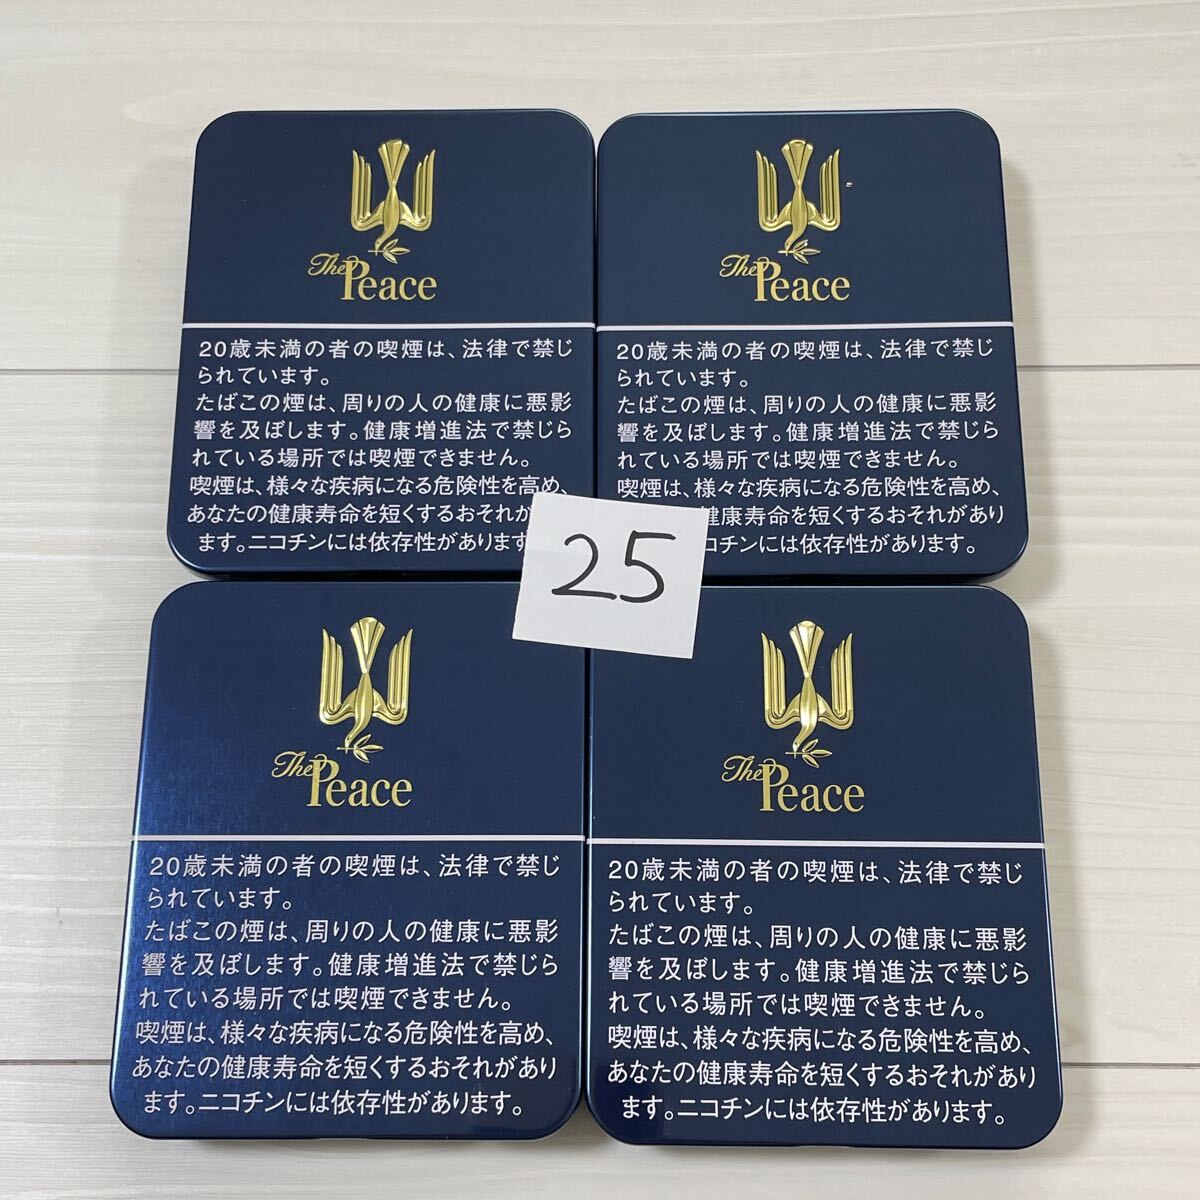 The
Peace
20歳未満の者の喫煙は、法律で禁じ
られています。
たばこの煙は、周りの人の健康に悪影
響を及ぼします。健康増進法で禁じら
れている場所では喫煙できません。
喫煙は、様々な疾病になる危険性を高め、
あなたの健康寿命を短くするおそれが
ます。ニコチンには依存性があります
The
Peace
20歳未満の者の喫煙は、法律で禁じ
られています。
たばこの煙は、周りの人の健康に悪影
響を及ぼします。健康増進法で禁じら
れている場所では喫煙できません。
喫煙は、様々な疾病になる危険性を高め、
健康寿命を短くするおそれがあり
コチンには依存性があります。
25
The
Peace
20歳未満の者の喫煙は、法律で禁じ
られています。
たばこの煙は、周りの人の健康に悪影
響を及ぼします。健康増進法で禁じら
れている場所では喫煙できません。
喫煙は、様々な疾病になる危険性を高め、
あなたの健康寿命を短くするおそれがあり
ます。ニコチンには依存性があります。
The
Peace
20歳未満の者の喫煙は、法律で禁じ
られています。
たばこの煙は、周りの人の健康に悪影
響を及ぼします。健康増進法で禁じら
れている場所では喫煙できません。
喫煙は、様々な疾病になる危険性を高め、
あなたの健康寿命を短くするおそれがあり
ます。ニコチンには依存性があります。